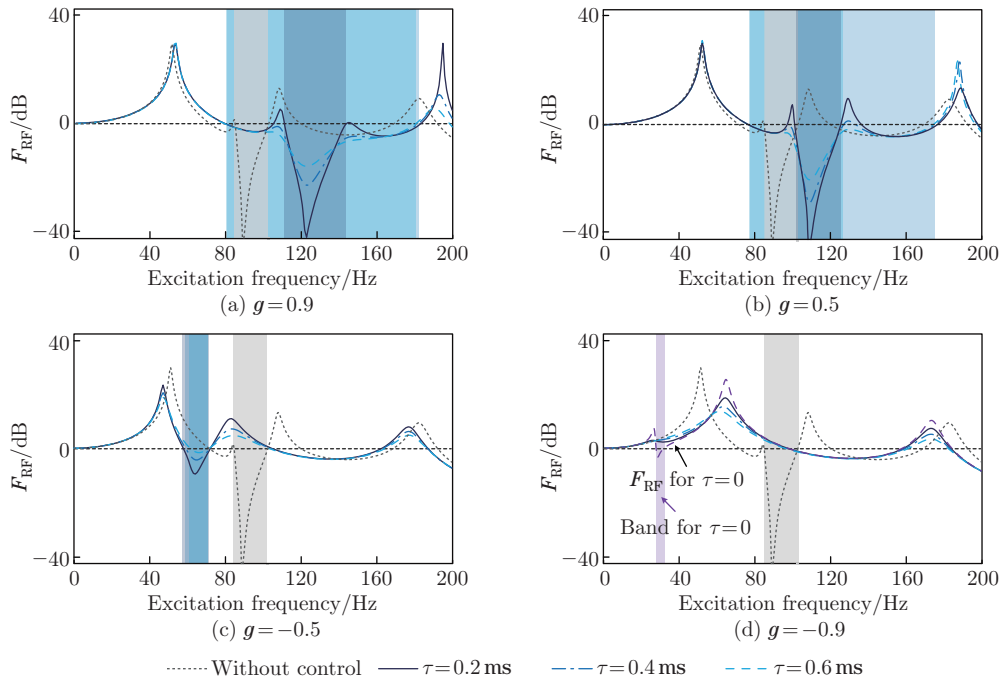 40
0
−40
F_RF/dB
0 40 80 120 160 200
Excitation frequency/Hz
(a) g=0.9
40
0
−40
F_RF/dB
0 40 80 120 160 200
Excitation frequency/Hz
(b) g=0.5
40
0
−40
F_RF/dB
0 40 80 120 160 200
Excitation frequency/Hz
(c) g=−0.5
40
0
−40
F_RF/dB
F_RF for τ=0
Band for τ=0
0 40 80 120 160 200
Excitation frequency/Hz
(d) g=−0.9
Without control τ=0.2 ms τ=0.4 ms τ=0.6 ms